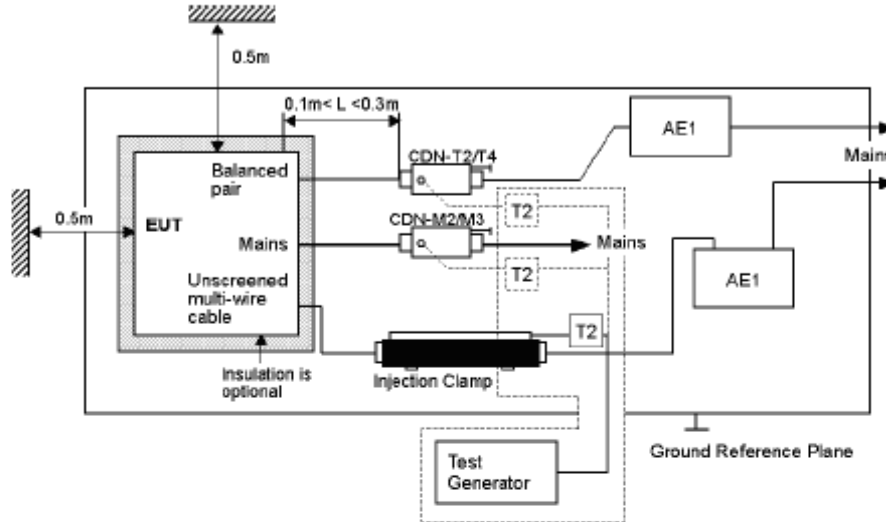 0.5m
0.1m< L <0.3m
AE1
Mains
CDN-T2/T4
Balanced
pair
T2
0.5m
EUT
CDN-M2/M3
Mains
Mains
T2
AE1
Unscreened
multi-wire
cable
T2
Insulation is
optional
Injection Clamp
Ground Reference Plane
Test
Generator